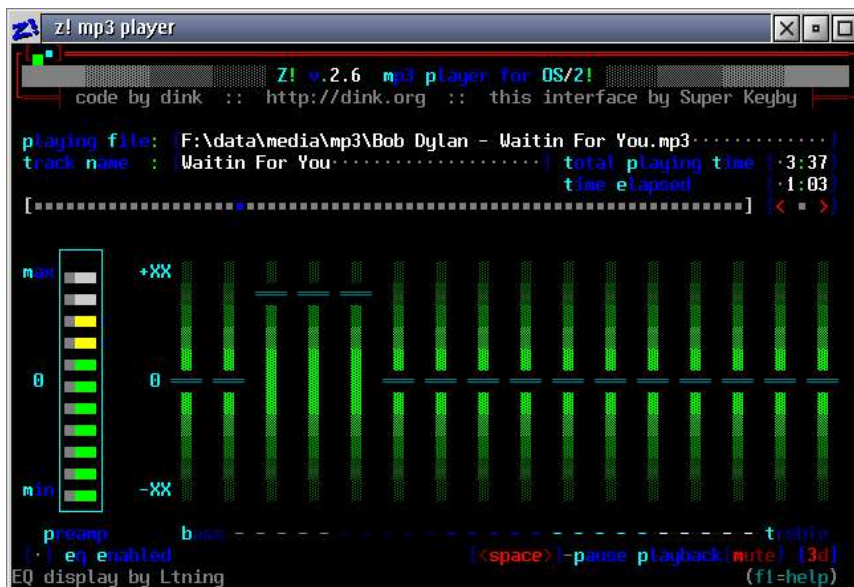 z! mp3 player
Z! v.2.6 mp3 player for OS/2!
code by dink :: http://dink.org :: this interface by Super Keyby
playing file: [F:\data\media\mp3\Bob Dylan - Waitin For You.mp3·············]
track name : [Waitin For You····················] total playing time [·3:37]
time elapsed [·1:03]
[< ▪ >]
max +XX
0 0
min -XX
preamp bass - - - - - - - - - - - - - - - - - - - - treble
[·] eq enabled [<space>]-pause playback[mute] [3d]
EQ display by Ltning (f1=help)